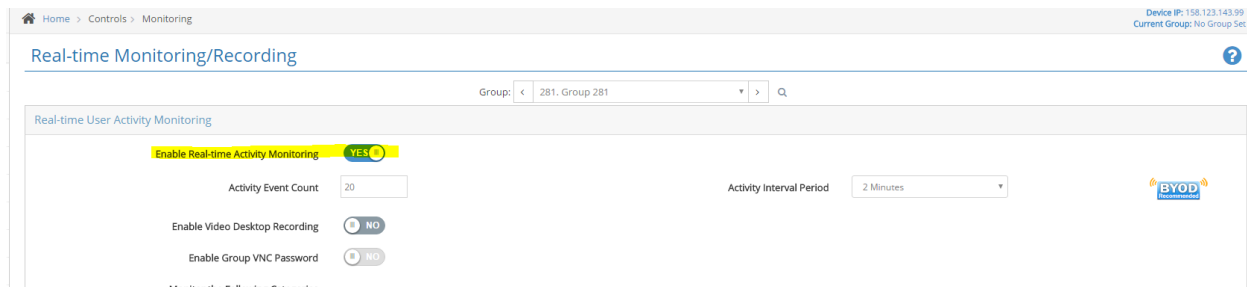 Home > Controls > Monitoring
Device IP: 158.123.143.99
Current Group: No Group Set
Real-time Monitoring/Recording
Group: < 281. Group 281 >
Real-time User Activity Monitoring
Enable Real-time Activity Monitoring YES
Activity Event Count 20 Activity Interval Period 2 Minutes
BYOD
Recommended
Enable Video Desktop Recording NO
Enable Group VNC Password NO